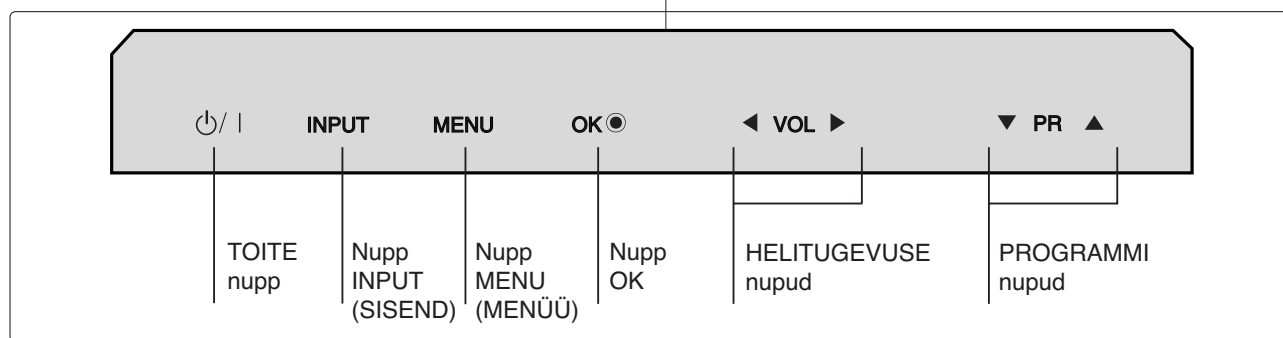 ⏻/ I INPUT MENU OK◉ ◀ VOL ▶ ▼ PR ▲
TOITE
nupp
Nupp
INPUT
(SISEND)
Nupp
MENU
(MENÜÜ)
Nupp
OK
HELITUGEVUSE
nupud
PROGRAMMI
nupud